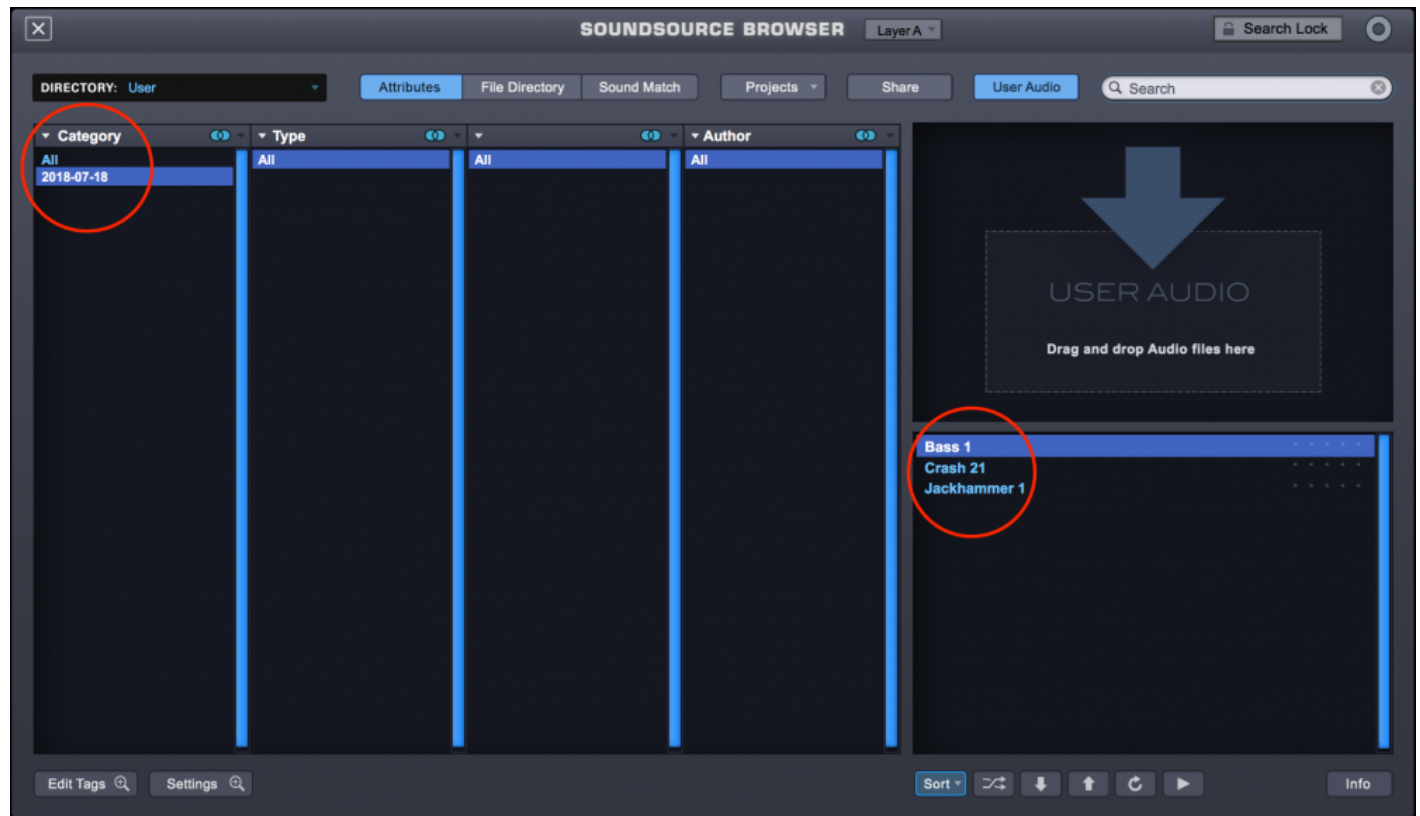 SOUNDSOURCE BROWSER Layer A Search Lock
DIRECTORY: User Attributes File Directory Sound Match Projects Share User Audio Search
Category Type Author
All All All All
2018-07-18
USER AUDIO
Drag and drop Audio files here
Bass 1
Crash 21
Jackhammer 1
Edit Tags Settings Sort Info